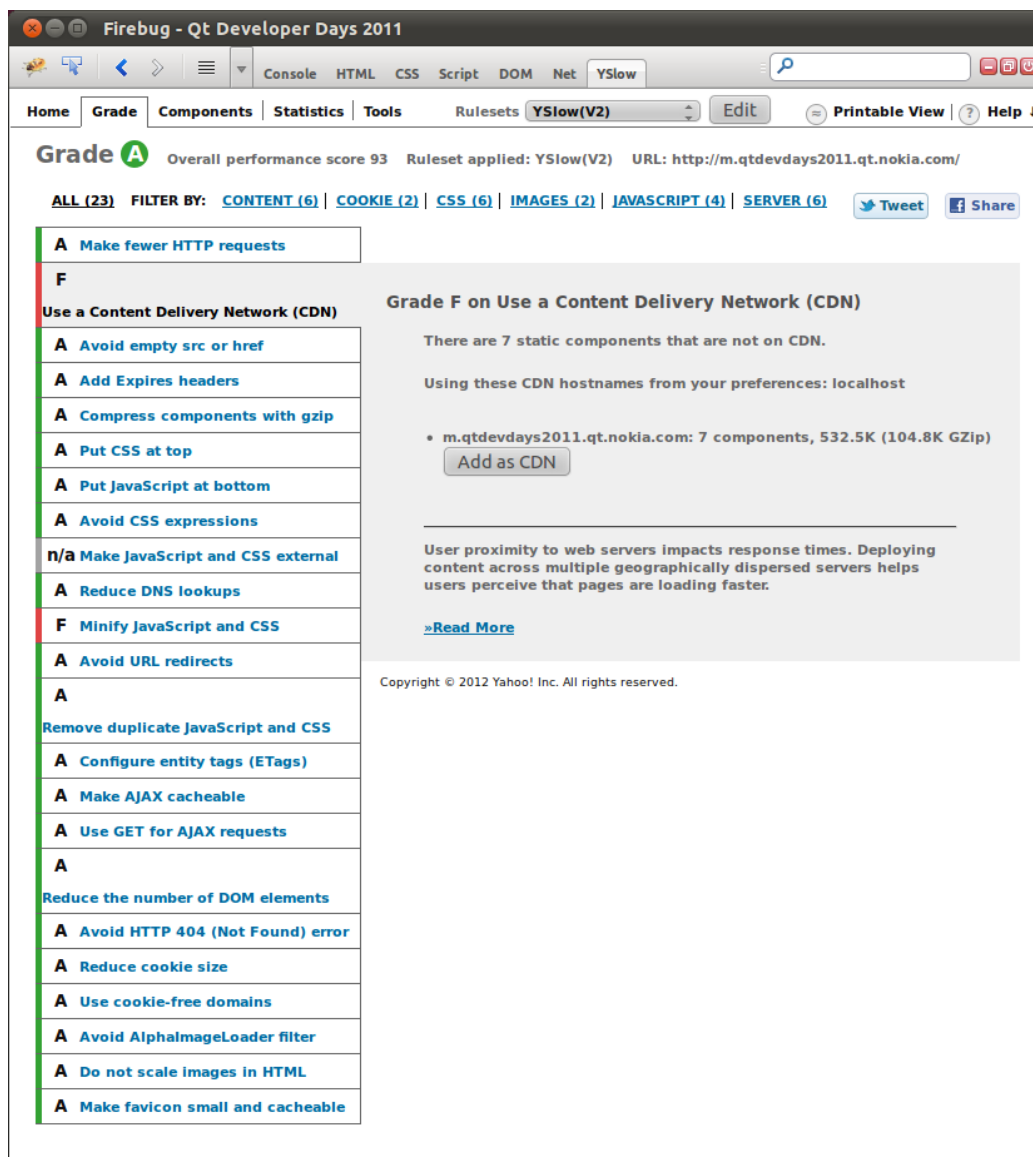 Firebug - Qt Developer Days 2011
Console HTML CSS Script DOM Net YSlow
Home Grade Components Statistics Tools Rulesets YSlow(V2) Edit Printable View ? Help
Grade A Overall performance score 93 Ruleset applied: YSlow(V2) URL: http://m.qtdevdays2011.qt.nokia.com/
ALL (23) FILTER BY: CONTENT (6) COOKIE (2) CSS (6) IMAGES (2) JAVASCRIPT (4) SERVER (6) Tweet Share
A Make fewer HTTP requests
F
Use a Content Delivery Network (CDN)
A Avoid empty src or href
A Add Expires headers
A Compress components with gzip
A Put CSS at top
A Put JavaScript at bottom
A Avoid CSS expressions
n/a Make JavaScript and CSS external
A Reduce DNS lookups
F Minify JavaScript and CSS
A Avoid URL redirects
A
Remove duplicate JavaScript and CSS
A Configure entity tags (ETags)
A Make AJAX cacheable
A Use GET for AJAX requests
A
Reduce the number of DOM elements
A Avoid HTTP 404 (Not Found) error
A Reduce cookie size
A Use cookie-free domains
A Avoid AlphaImageLoader filter
A Do not scale images in HTML
A Make favicon small and cacheable
Grade F on Use a Content Delivery Network (CDN)
There are 7 static components that are not on CDN.
Using these CDN hostnames from your preferences: localhost
• m.qtdevdays2011.qt.nokia.com: 7 components, 532.5K (104.8K GZip)
Add as CDN
User proximity to web servers impacts response times. Deploying
content across multiple geographically dispersed servers helps
users perceive that pages are loading faster.
»Read More
Copyright © 2012 Yahoo! Inc. All rights reserved.